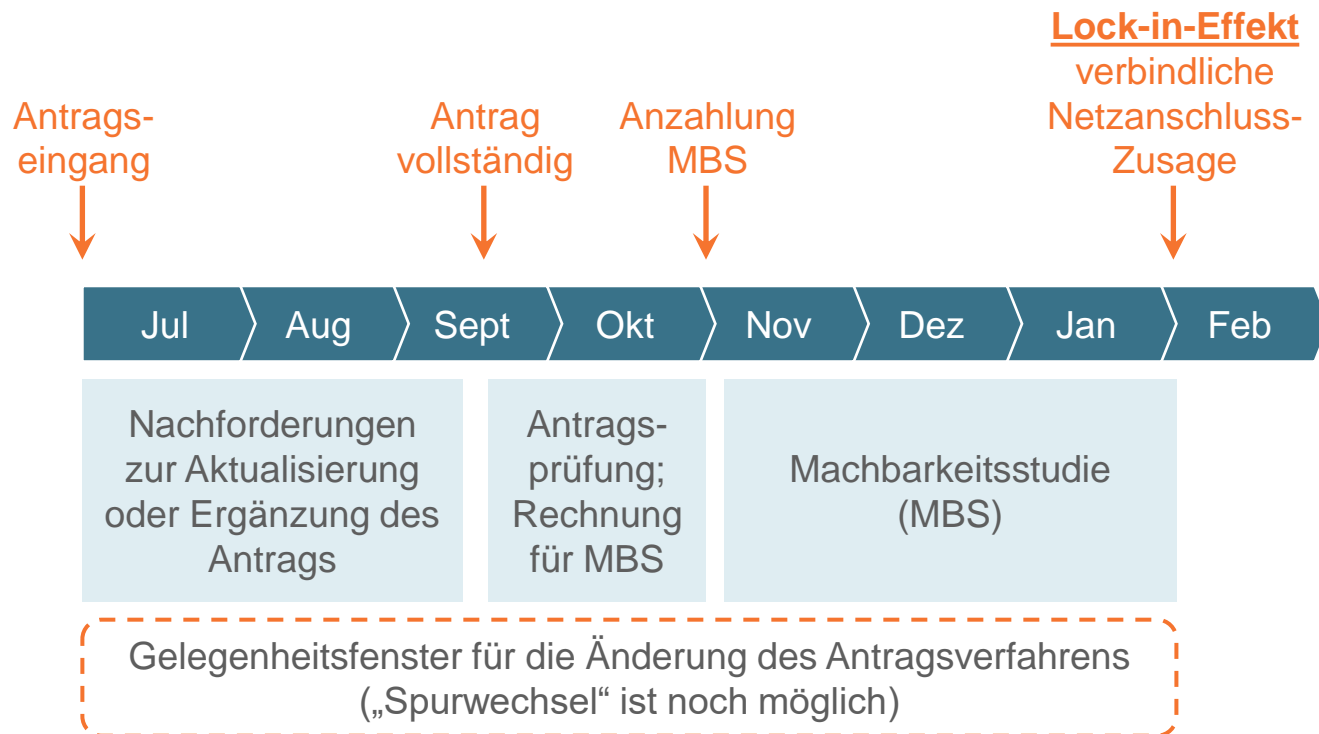 Antrags-
eingang
Antrag
vollständig
Anzahlung
MBS
Lock-in-Effekt
verbindliche
Netzanschluss-
Zusage
Jul
Aug
Sept
Okt
Nov
Dez
Jan
Feb
Nachforderungen
zur Aktualisierung
oder Ergänzung des
Antrags
Antrags-
prüfung;
Rechnung
für MBS
Machbarkeitsstudie
(MBS)
Gelegenheitsfenster für die Änderung des Antragsverfahrens
(„Spurwechsel“ ist noch möglich)